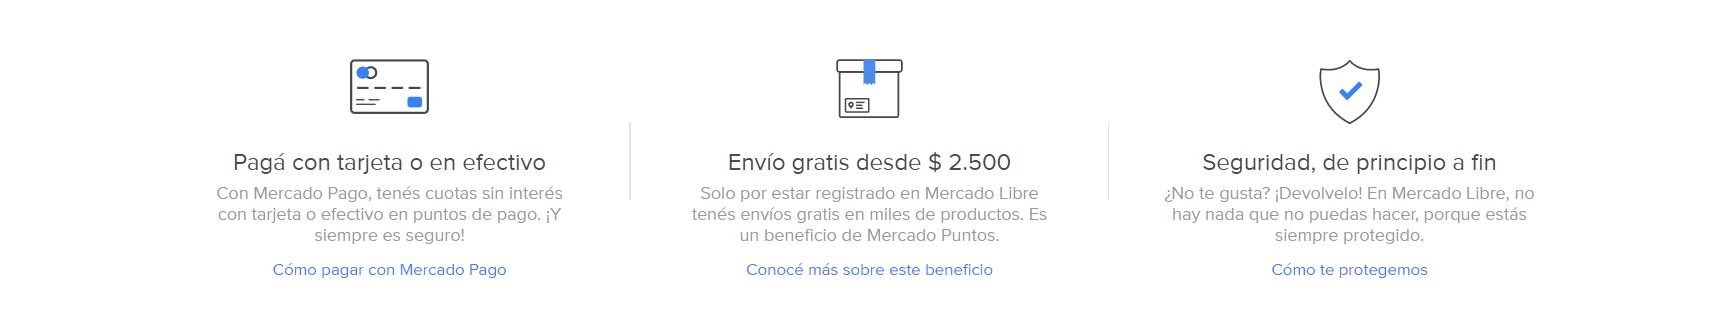 Pagá con tarjeta o en efectivo
Con Mercado Pago, tenés cuotas sin interés
con tarjeta o efectivo en puntos de pago. ¡Y
siempre es seguro!
Cómo pagar con Mercado Pago
Envío gratis desde $ 2.500
Solo por estar registrado en Mercado Libre
tenés envíos gratis en miles de productos. Es
un beneficio de Mercado Puntos.
Conocé más sobre este beneficio
Seguridad, de principio a fin
¿No te gusta? ¡Devolvelo! En Mercado Libre, no
hay nada que no puedas hacer, porque estás
siempre protegido.
Cómo te protegemos